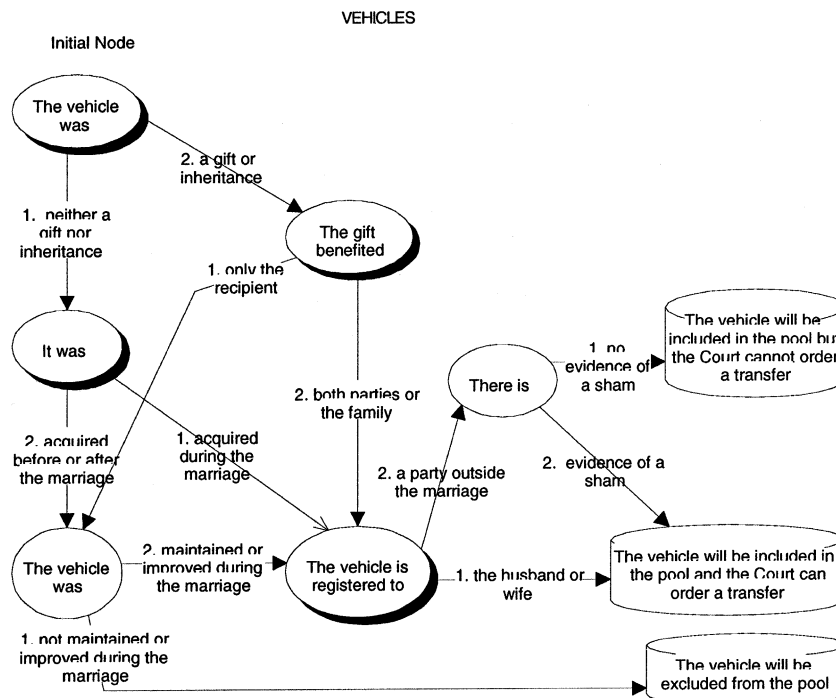 VEHICLES
Initial Node
The vehicle
was
2. a gift or
inheritance
1. neither a
gift nor
inheritance
The gift
benefited
1. only the
recipient
It was
2. both parties or
the family
There is
1. no
evidence of
a sham
The vehicle will be
included in the pool but
the Court cannot order
a transfer
2. acquired
before or after
the marriage
1. acquired
during the
marriage
2. a party outside
the marriage
2. evidence of a
sham
The vehicle
was
2. maintained or
improved during
the marriage
The vehicle is
registered to
1. the husband or
wife
The vehicle will be included in
the pool and the Court can
order a transfer
1. not maintained or
improved during the
marriage
The vehicle will be
excluded from the pool